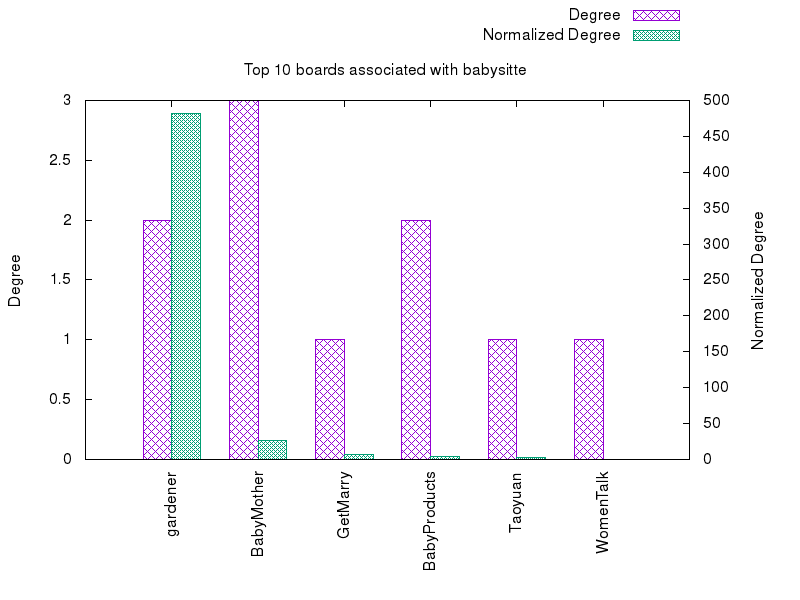 Degree
Normalized Degree
Top 10 boards associated with babysitte
3
2.5
2
1.5
1
0.5
0
Degree
500
450
400
350
300
250
200
150
100
50
0
Normalized Degree
gardener
BabyMother
GetMarry
BabyProducts
Taoyuan
WomenTalk